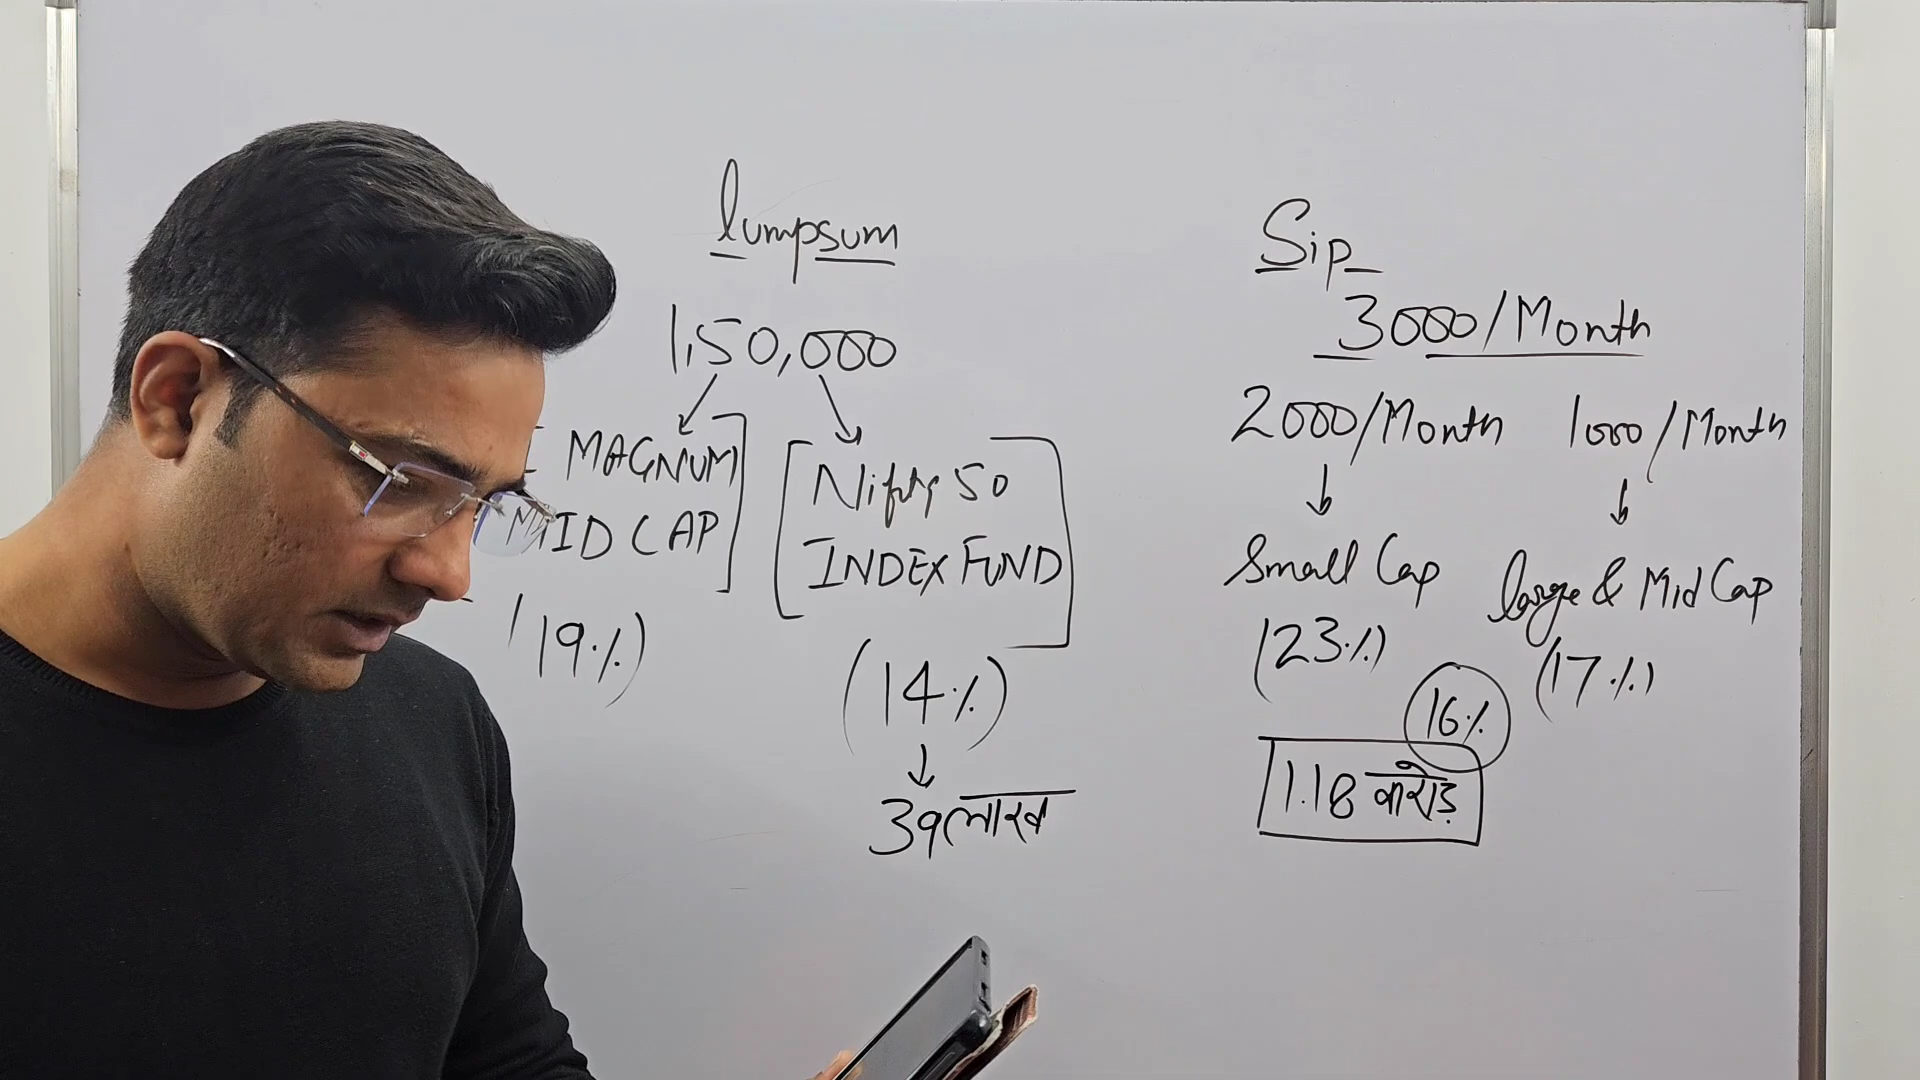 lumpsum
1,50,000
MAGNUM
MID CAP
(19%)
Nifty 50
INDEX FUND
(14%)
39 लाख
Sip
3000/Month
2000/Month
Small Cap
(23%)
1000/Month
large & Mid Cap
(17%)
16%
1.18 करोड़